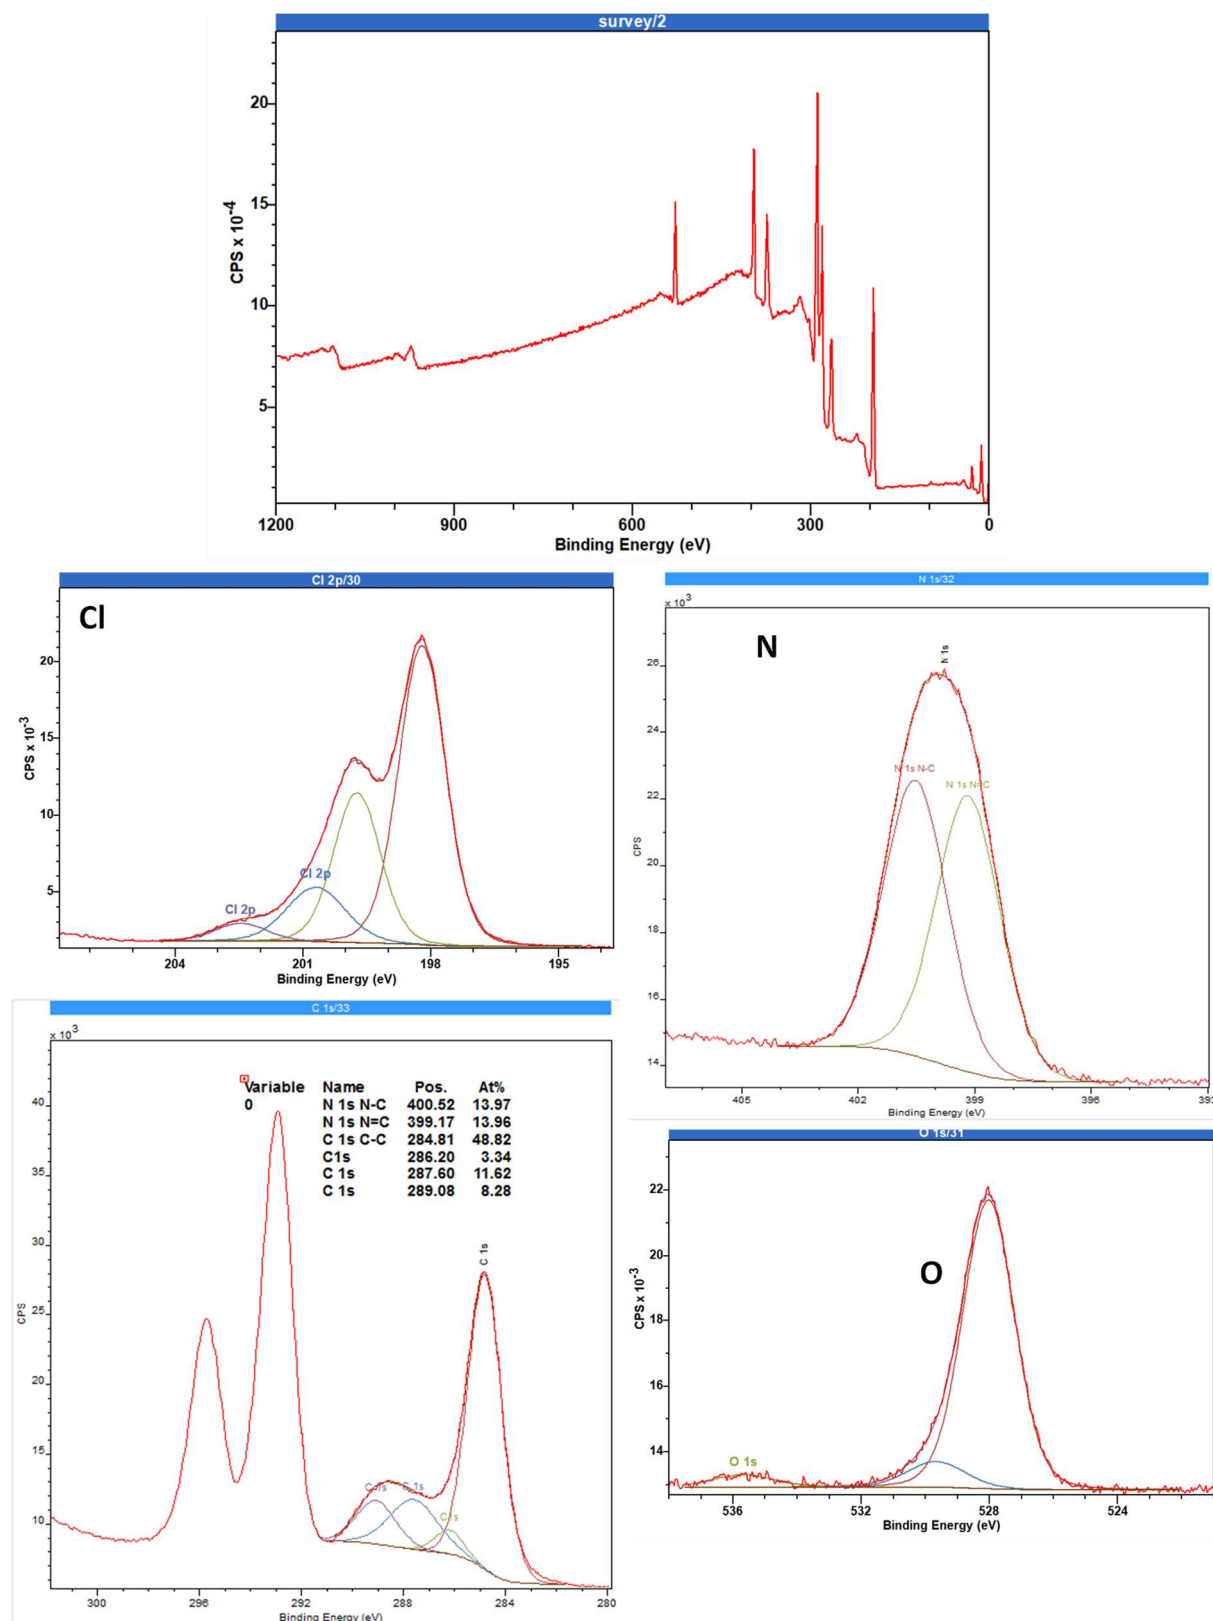 survey/2
CPS x 10-4
20
15
10
5
1200 900 600 300 0
Binding Energy (eV)
Cl 2p/30
Cl
CPS x 10-3
20
15
10
5
Cl 2p
Cl 2p
204 201 198 195
Binding Energy (eV)
N 1s/32
x 10 3
N
N 1s
N 1s N-C
N 1s N=C
CPS
26
24
22
20
18
16
14
405 402 399 396 393
Binding Energy (eV)
C 1s/33
x 10 3
Variable Name Pos. At%
0 N 1s N-C 400.52 13.97
N 1s N=C 399.17 13.96
C 1s C-C 284.81 48.82
C1s 286.20 3.34
C 1s 287.60 11.62
C 1s 289.08 8.28
C 1s
CPS
40
35
30
25
20
15
10
C 1s
C 1s
C1s
300 296 292 288 284 280
Binding Energy (eV)
O 1s/31
O
CPS x 10-3
22
20
18
16
14
O 1s
536 532 528 524
Binding Energy (eV)